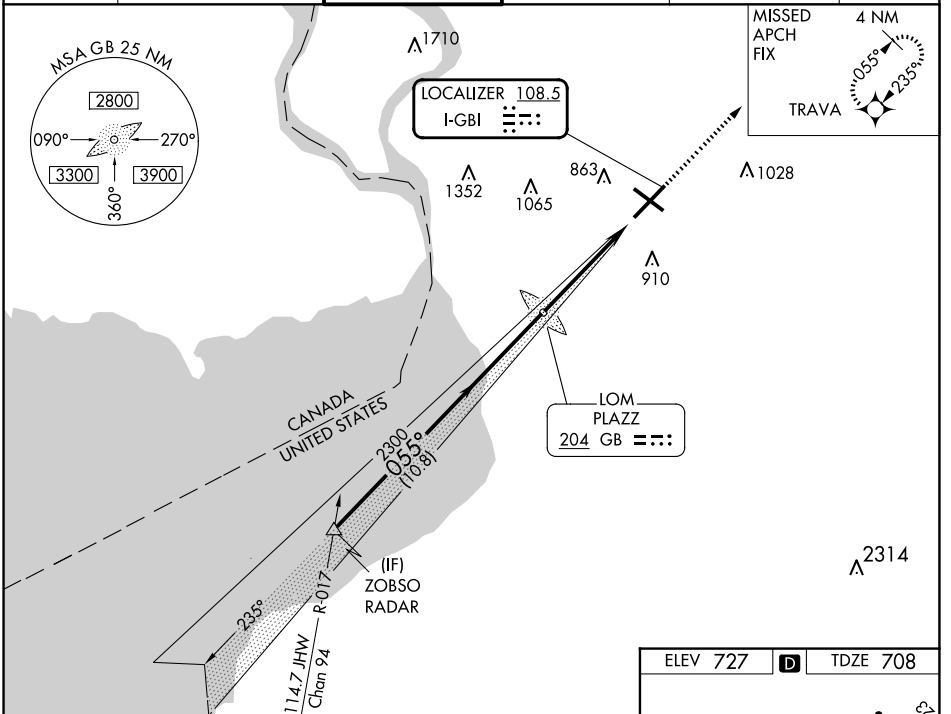 MSA GB 25 NM
2800
090°
270°
3300
3900
360°
1710
LOCALIZER 108.5
I-GBI
MISSED
APCH
FIX
4 NM
055°
235°
TRAVA
1352
1065
863
1028
910
LOM
PLAZZ
204 GB
CANADA
UNITED STATES
2300
055°
(10.8)
(IF)
ZOBSO
RADAR
235°
R-017
114.7 JHW
Chan 94
2314
ELEV 727
D
TDZE 708